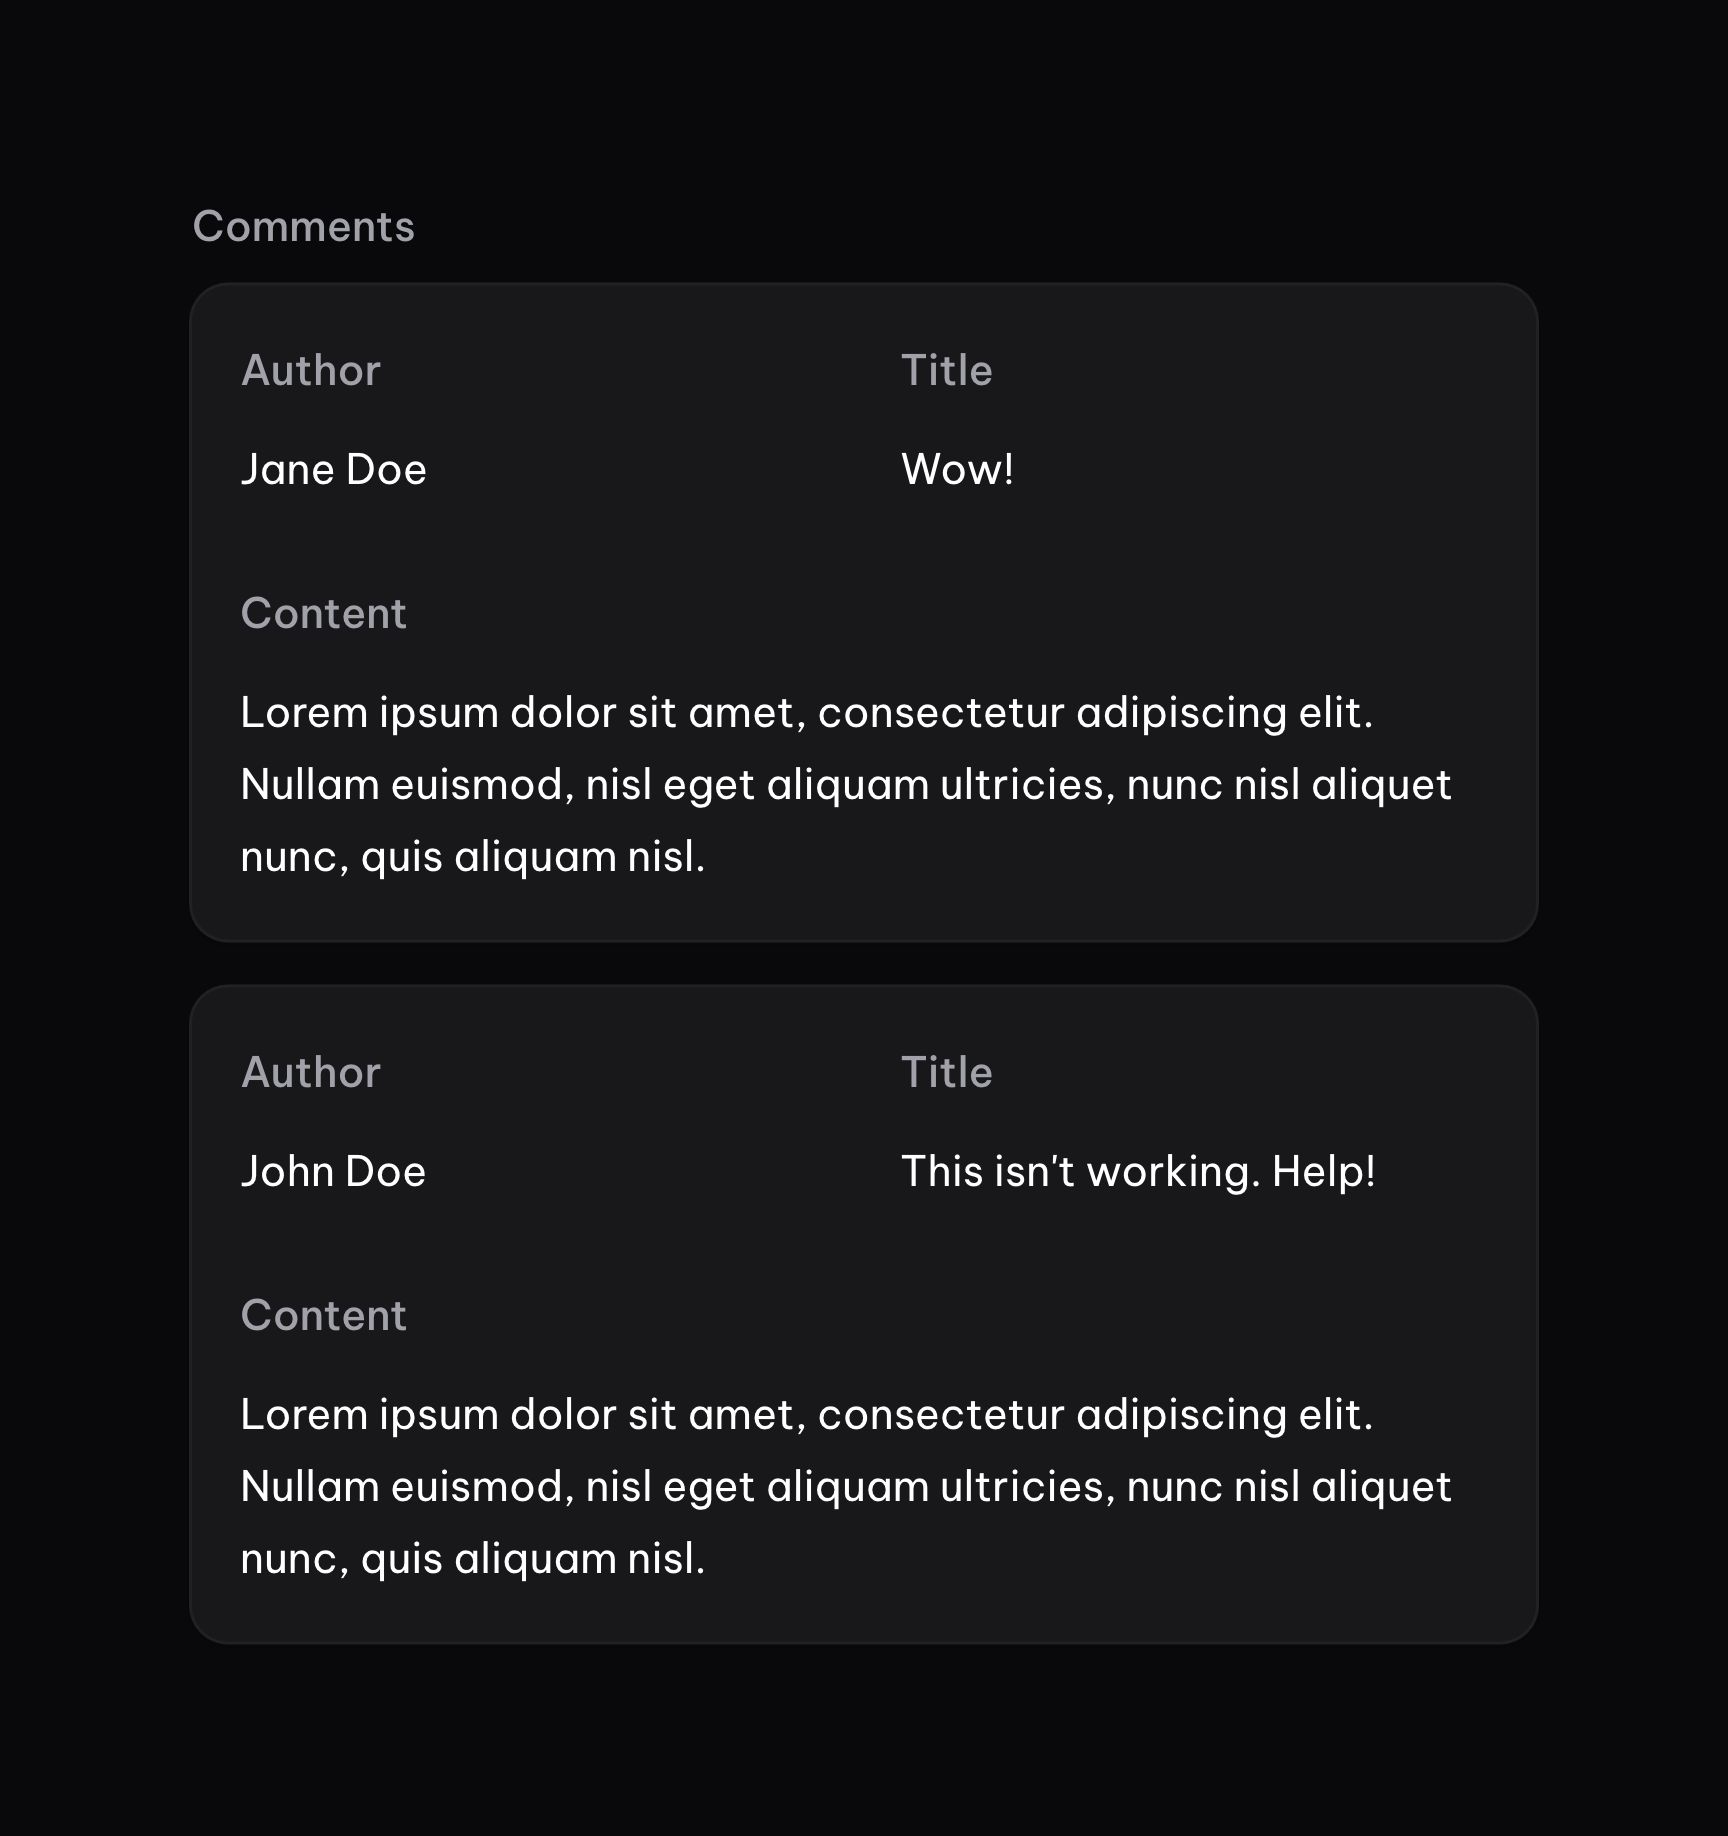 Comments
Author
Title
Jane Doe
Wow!
Content
Lorem ipsum dolor sit amet, consectetur adipiscing elit.
Nullam euismod, nisl eget aliquam ultricies, nunc nisl aliquet
nunc, quis aliquam nisl.
Author
Title
John Doe
This isn't working. Help!
Content
Lorem ipsum dolor sit amet, consectetur adipiscing elit.
Nullam euismod, nisl eget aliquam ultricies, nunc nisl aliquet
nunc, quis aliquam nisl.